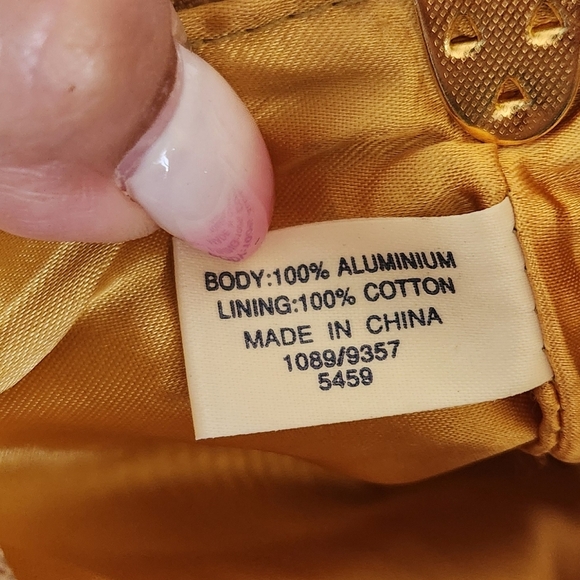 BODY:100% ALUMINIUM
LINING:100% COTTON
MADE IN CHINA
1089/9357
5459